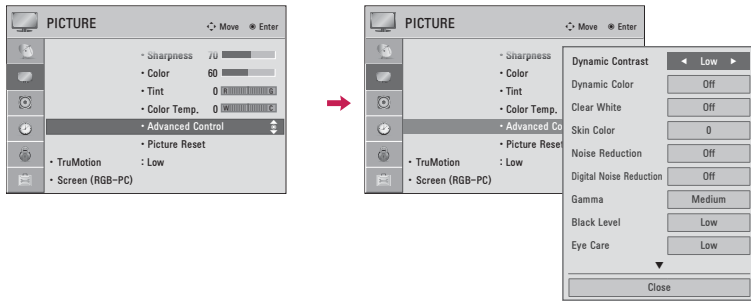 PICTURE Move Enter
• Sharpness 70
• Color 60
• Tint 0 R G
• Color Temp. 0 W C
• Advanced Control
• Picture Reset
• TruMotion : Low
• Screen (RGB-PC)
PICTURE Move Enter
• Sharpness
• Color
• Tint
• Color Temp.
• Advanced Co
• Picture Reset
• TruMotion : Low
• Screen (RGB-PC)
Dynamic Contrast ◄ Low ►
Dynamic Color Off
Clear White Off
Skin Color 0
Noise Reduction Off
Digital Noise Reduction Off
Gamma Medium
Black Level Low
Eye Care Low
▼
Close